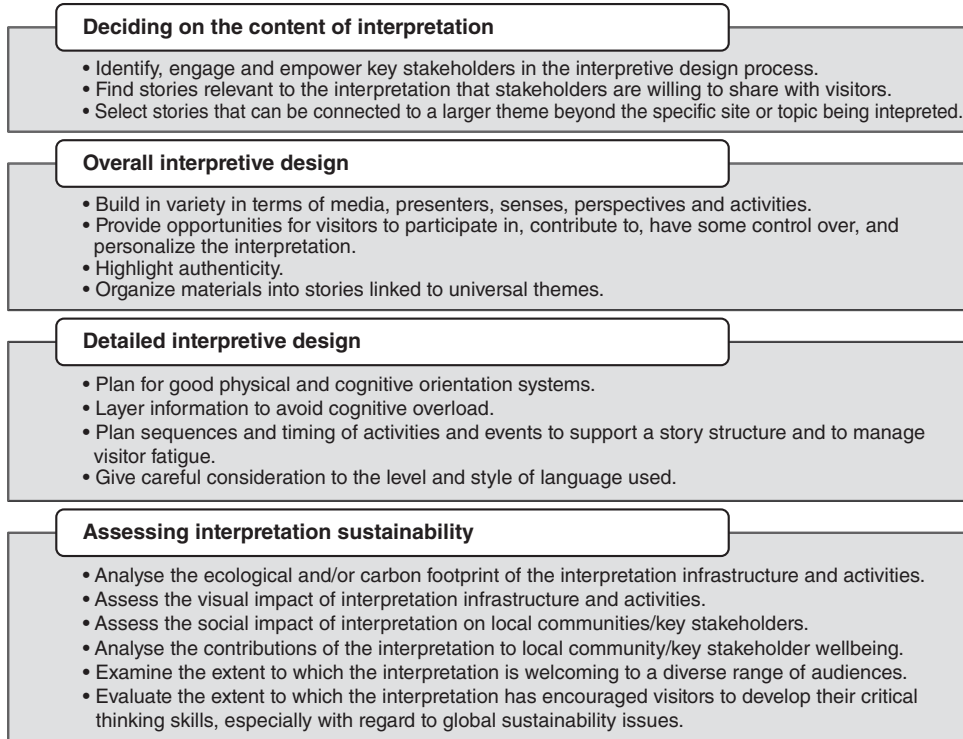 Deciding on the content of interpretation
• Identify, engage and empower key stakeholders in the interpretive design process.
• Find stories relevant to the interpretation that stakeholders are willing to share with visitors.
• Select stories that can be connected to a larger theme beyond the specific site or topic being intepreted.
Overall interpretive design
• Build in variety in terms of media, presenters, senses, perspectives and activities.
• Provide opportunities for visitors to participate in, contribute to, have some control over, and
personalize the interpretation.
• Highlight authenticity.
• Organize materials into stories linked to universal themes.
Detailed interpretive design
• Plan for good physical and cognitive orientation systems.
• Layer information to avoid cognitive overload.
• Plan sequences and timing of activities and events to support a story structure and to manage
visitor fatigue.
• Give careful consideration to the level and style of language used.
Assessing interpretation sustainability
• Analyse the ecological and/or carbon footprint of the interpretation infrastructure and activities.
• Assess the visual impact of interpretation infrastructure and activities.
• Assess the social impact of interpretation on local communities/key stakeholders.
• Analyse the contributions of the interpretation to local community/key stakeholder wellbeing.
• Examine the extent to which the interpretation is welcoming to a diverse range of audiences.
• Evaluate the extent to which the interpretation has encouraged visitors to develop their critical
thinking skills, especially with regard to global sustainability issues.